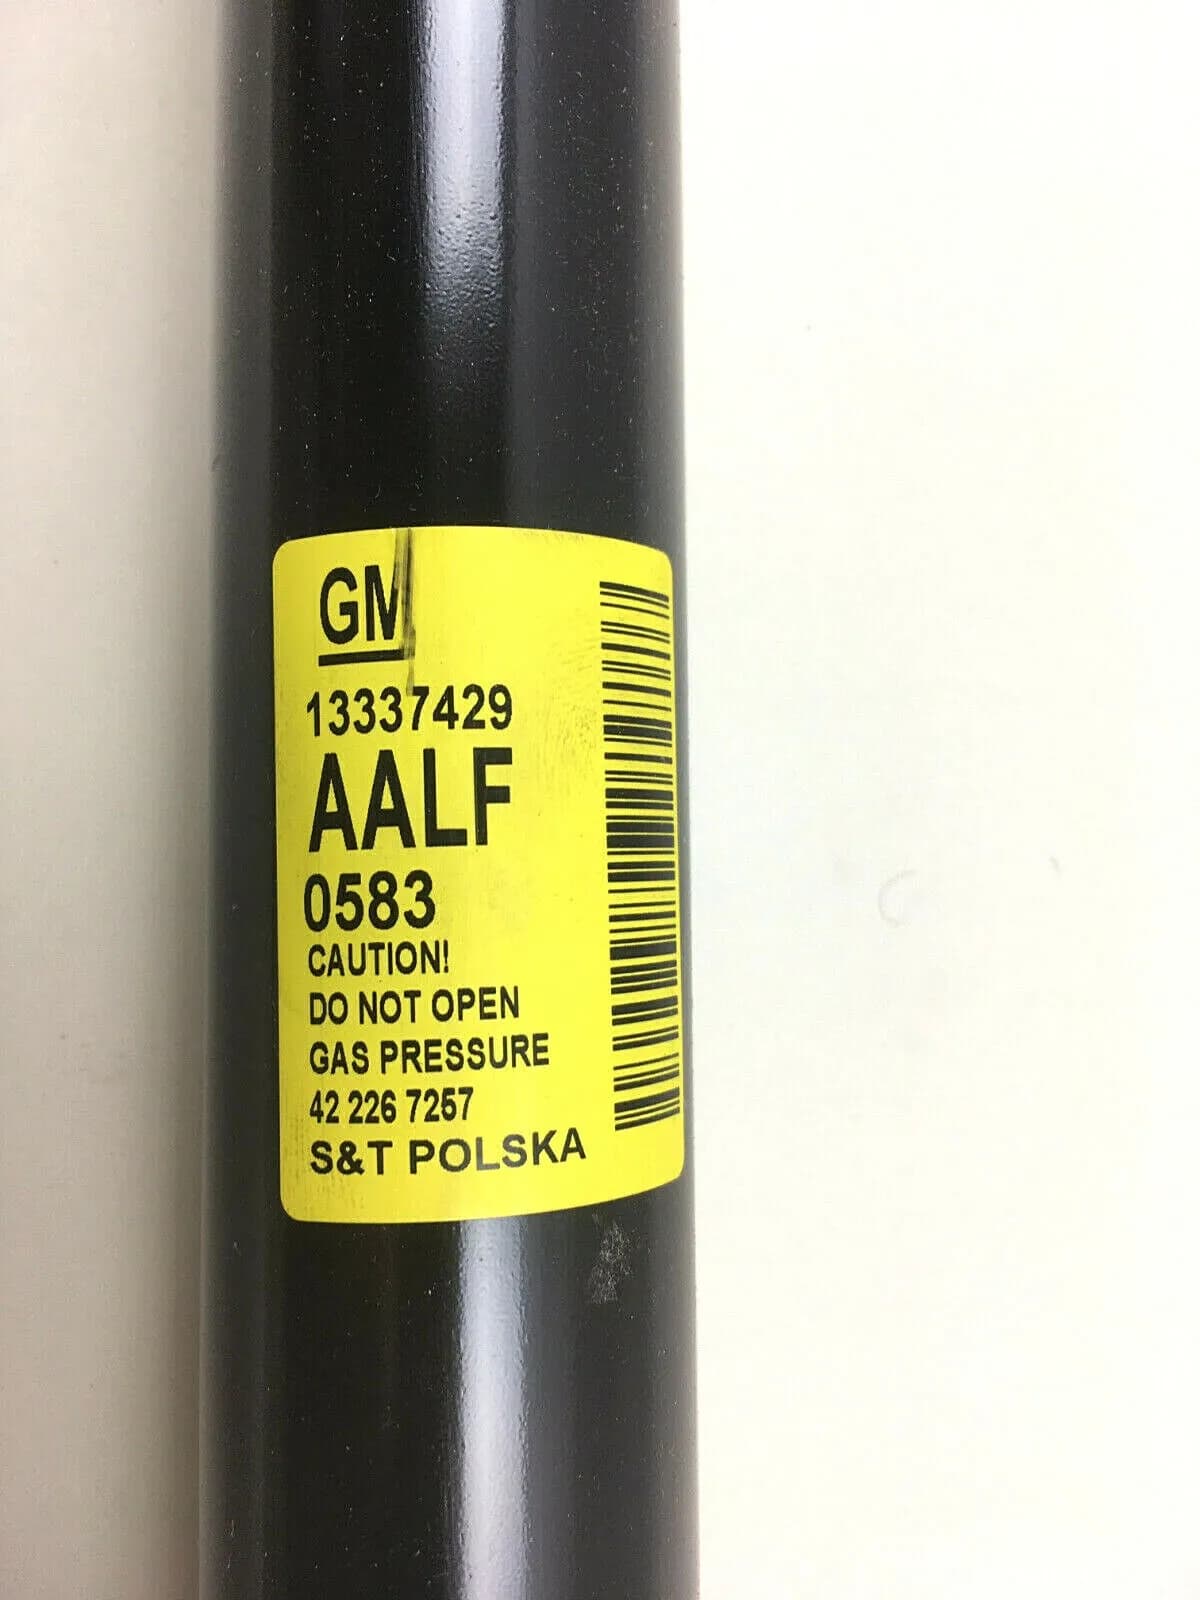 GM
13337429
AALF
0583
CAUTION!
DO NOT OPEN
GAS PRESSURE
42 226 7257
S&T POLSKA